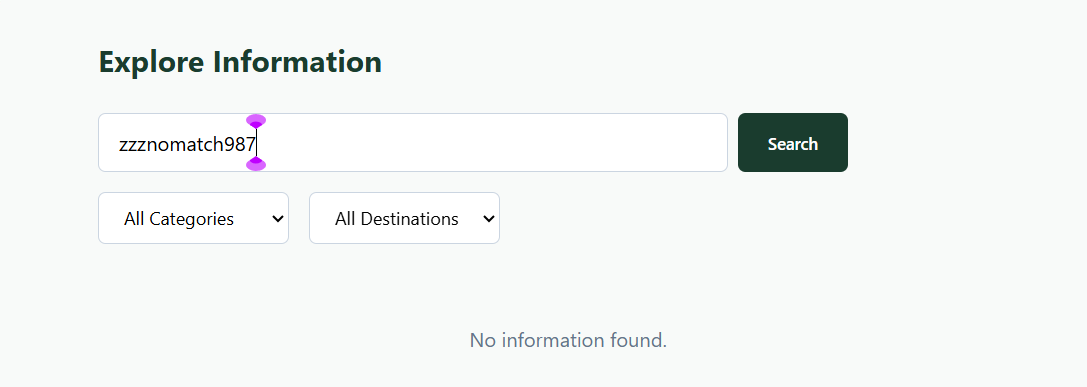 Explore Information
zzznomatch987
Search
All Categories
All Destinations
No information found.